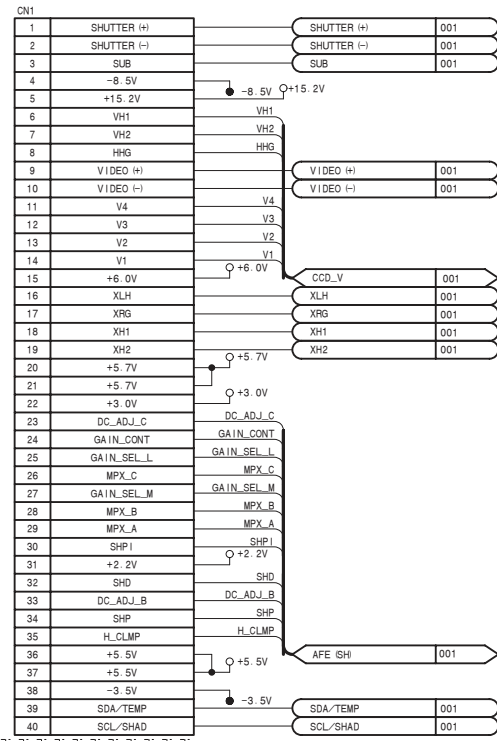 CN1
1 SHUTTER (+) SHUTTER (+) 001
2 SHUTTER (-) SHUTTER (-) 001
3 SUB SUB 001
4 -8.5V
-8.5V +15.2V
5 +15.2V
6 VH1 VH1
7 VH2 VH2
8 HHG HHG
9 VIDEO (+) VIDEO (+) 001
10 VIDEO (-) VIDEO (-) 001
11 V4 V4
12 V3 V3
13 V2 V2
14 V1 V1
+6.0V
15 +6.0V CCD_V 001
16 XLH XLH 001
17 XRG XRG 001
18 XH1 XH1 001
19 XH2 XH2 001
+5.7V
20 +5.7V
21 +5.7V
+3.0V
22 +3.0V
23 DC_ADJ_C DC_ADJ_C
24 GAIN_CONT GAIN_CONT
25 GAIN_SEL_L GAIN_SEL_L
26 MPX_C MPX_C
27 GAIN_SEL_M GAIN_SEL_M
28 MPX_B MPX_B
29 MPX_A MPX_A
30 SHPI SHPI
+2.2V
31 +2.2V
32 SHD SHD
33 DC_ADJ_B DC_ADJ_B
34 SHP SHP
35 H_CLMP H_CLMP
36 +5.5V AFE (SH) 001
+5.5V
37 +5.5V
38 -3.5V
-3.5V
39 SDA/TEMP SDA/TEMP 001
40 SCL/SHAD SCL/SHAD 001